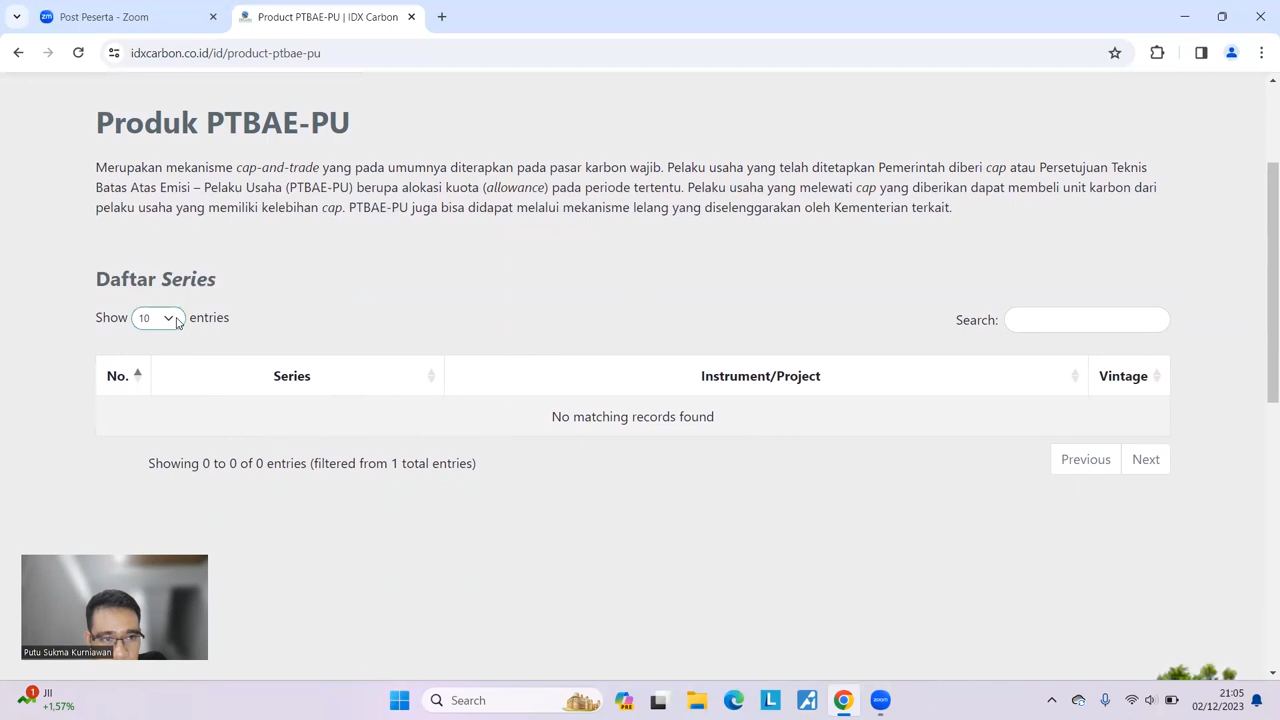 Post Peserta - Zoom
Product PTBAE-PU | IDX Carbon
idxcarbon.co.id/id/product-ptbae-pu
Produk PTBAE-PU
Merupakan mekanisme cap-and-trade yang pada umumnya diterapkan pada pasar karbon wajib. Pelaku usaha yang telah ditetapkan Pemerintah diberi cap atau Persetujuan Teknis
Batas Atas Emisi – Pelaku Usaha (PTBAE-PU) berupa alokasi kuota (allowance) pada periode tertentu. Pelaku usaha yang melewati cap yang diberikan dapat membeli unit karbon dari
pelaku usaha yang memiliki kelebihan cap. PTBAE-PU juga bisa didapat melalui mekanisme lelang yang diselenggarakan oleh Kementerian terkait.
Daftar Series
Show 10 entries
Search:
No. Series Instrument/Project Vintage
No matching records found
Showing 0 to 0 of 0 entries (filtered from 1 total entries)
Previous Next
Putu Sukma Kurniawan
1
JII
+1,57%
Search
PRE
zoom
21:05
02/12/2023